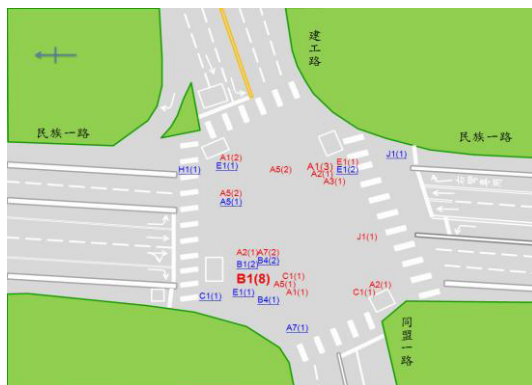 建工路
民族一路
民族一路
A1(2)
E1(1)
H1(1)
A5(2)
A1(3)
E1(1)
E1(2)
A2(1)
A3(1)
J1(1)
A5(2)
A5(1)
J1(1)
A2(1) A7(2)
B1(2) B4(2)
B1(8)
C1(1)
A5(1)
A1(1)
E1(1)
B4(1)
C1(1)
A2(1)
C1(1)
A7(1)
同盟一路